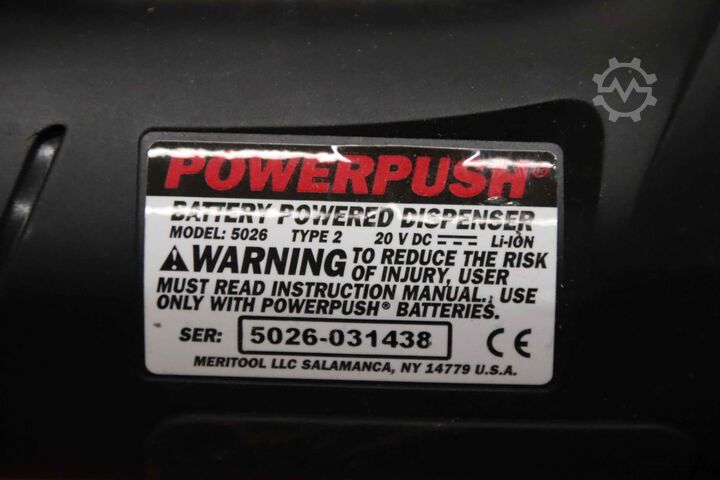 POWERPUSH®
BATTERY POWERED DISPENSER
MODEL: 5026 TYPE 2 20 V DC Li-ION
WARNING TO REDUCE THE RISK
OF INJURY, USER
MUST READ INSTRUCTION MANUAL. USE
ONLY WITH POWERPUSH® BATTERIES.
SER: 5026-031438 CE
MERITOOL LLC SALAMANCA, NY 14779 U.S.A.